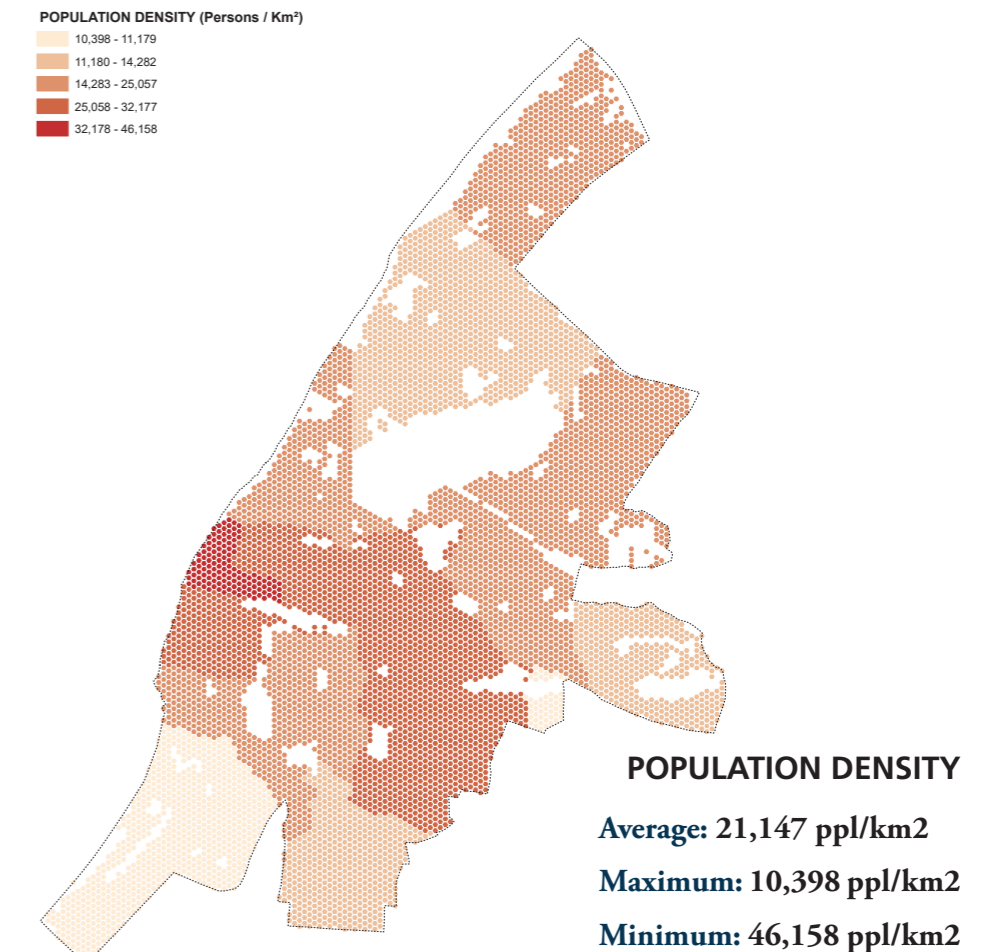 POPULATION DENSITY (Persons / Km²)
10,398 - 11,179
11,180 - 14,282
14,283 - 25,057
25,058 - 32,177
32,178 - 46,158
POPULATION DENSITY
Average: 21,147 ppl/km2
Maximum: 10,398 ppl/km2
Minimum: 46,158 ppl/km2